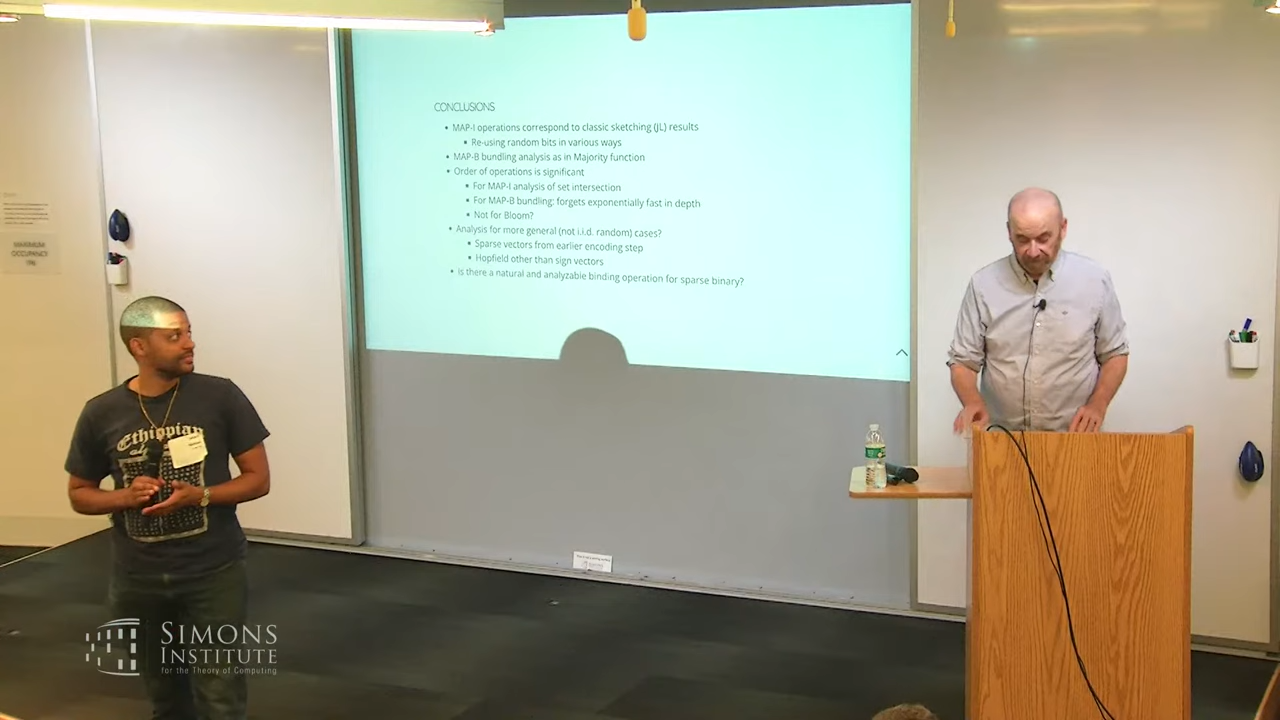 CONCLUSIONS
MAP-I operations correspond to classic sketching (JL) results
Re-using random bits in various ways
MAP-B bundling analysis as in Majority function
Order of operations is significant
For MAP-I analysis of set intersection
For MAP-B bundling: forgets exponentially fast in depth
Not for Bloom?
Analysis for more general (not i.i.d. random) cases?
Sparse vectors from earlier encoding step
Hopfield other than sign vectors
Is there a natural and analyzable binding operation for sparse binary?
MAXIMUM
OCCUPANCY
Ethiopian
SIMONS
INSTITUTE
for the Theory of Computing